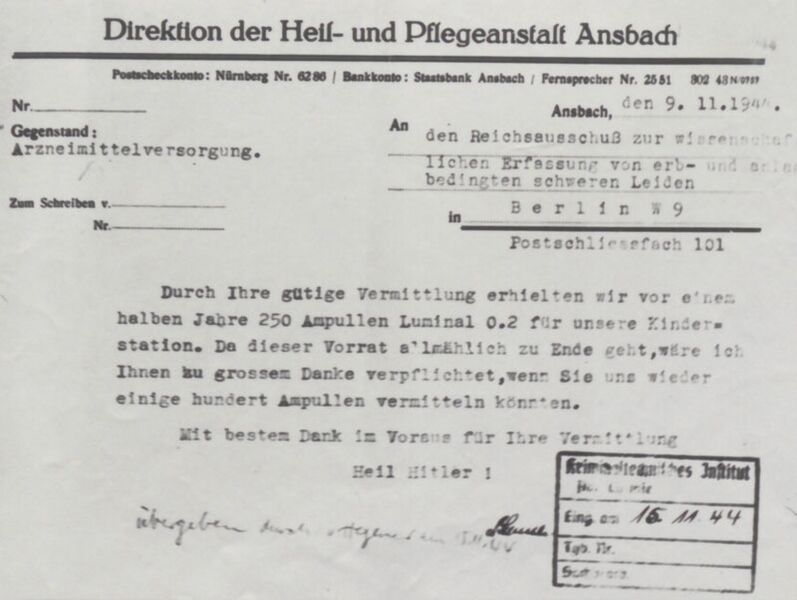 Direktion der Heil- und Pflegeanstalt Ansbach
Postscheckkonto: Nürnberg Nr. 6286 / Bankkonto: Staatsbank Ansbach / Fernsprecher Nr. 2551
Nr.
Ansbach, den 9. 11.194
Gegenstand:
Arzneimittelversorgung.
An
den Reichsausschuß zur wissenschaf
lichen Erfassung von erb- und
bedingten schweren Leiden
Zum Schreiben v.
Nr.
in Berlin W 9
Postschliessfach 101
Durch Ihre gütige Vermittlung erhielten wir vor einem
halben Jahre 250 Ampullen Luminal 0.2 für unsere Kinder=
station. Da dieser Vorrat a'lmählich zu Ende geht,wäre ich
Ihnen zu grossem Danke verpflichtet,wenn Sie uns wieder
einige hundert Ampullen vermitteln könnten.
Mit bestem Dank im Voraus für Ihre Vermittlung
Heil Hitler !
übergeben durch
Kriminaltechnisches Institut
Eing. am 15. 11. 44
Tgb. Nr.